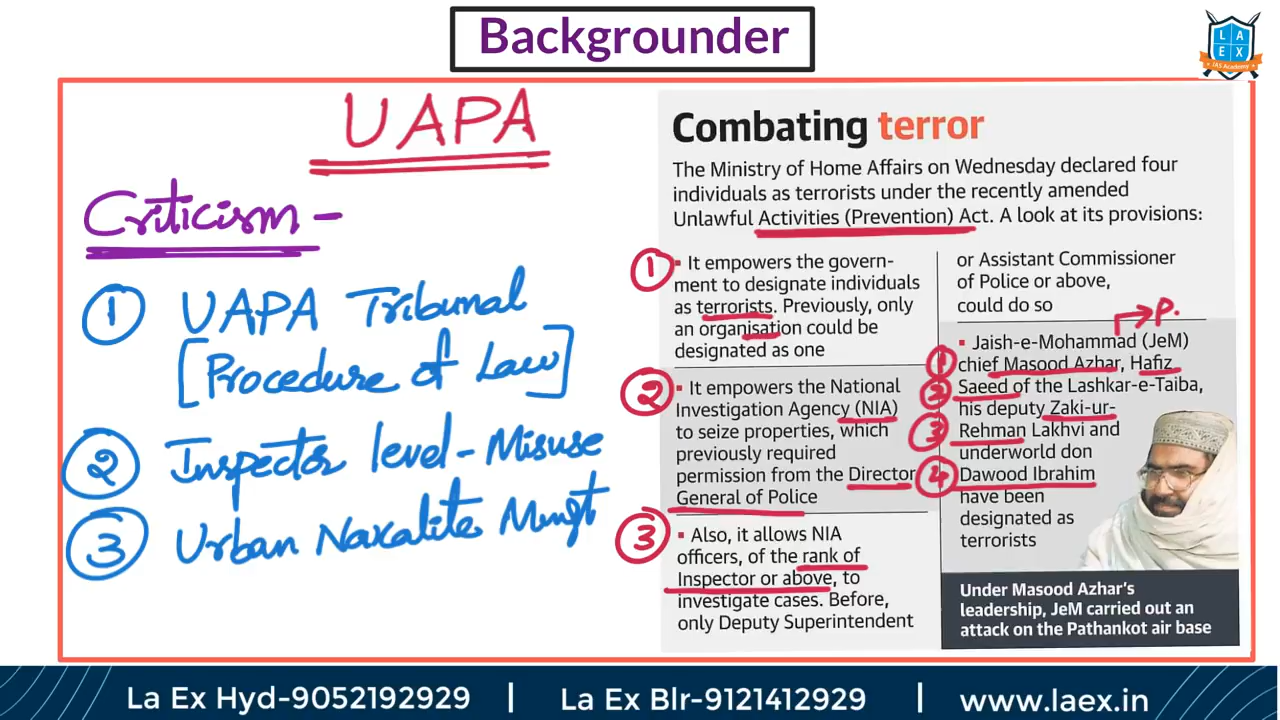 Backgrounder
L A
E X
IAS Academy
UAPA
Criticism -
1 UAPA Tribunal
[Procedure of Law]
2 Inspector level - Misuse
3 Urban Naxalite
Combating terror
The Ministry of Home Affairs on Wednesday declared four
individuals as terrorists under the recently amended
Unlawful Activities (Prevention) Act. A look at its provisions:
1
▪ It empowers the govern-
ment to designate individuals
as terrorists. Previously, only
an organisation could be
designated as one
2
▪ It empowers the National
Investigation Agency (NIA)
to seize properties, which
previously required
permission from the Director
General of Police
3
▪ Also, it allows NIA
officers, of the rank of
Inspector or above, to
investigate cases. Before,
only Deputy Superintendent
or Assistant Commissioner
of Police or above,
could do so
P.
▪ Jaish-e-Mohammad (JeM)
1 chief Masood Azhar, Hafiz
2 Saeed of the Lashkar-e-Taiba,
his deputy Zaki-ur-
3 Rehman Lakhvi and
underworld don
4 Dawood Ibrahim
have been
designated as
terrorists
Under Masood Azhar's
leadership, JeM carried out an
attack on the Pathankot air base
La Ex Hyd-9052192929 | La Ex Blr-9121412929 | www.laex.in